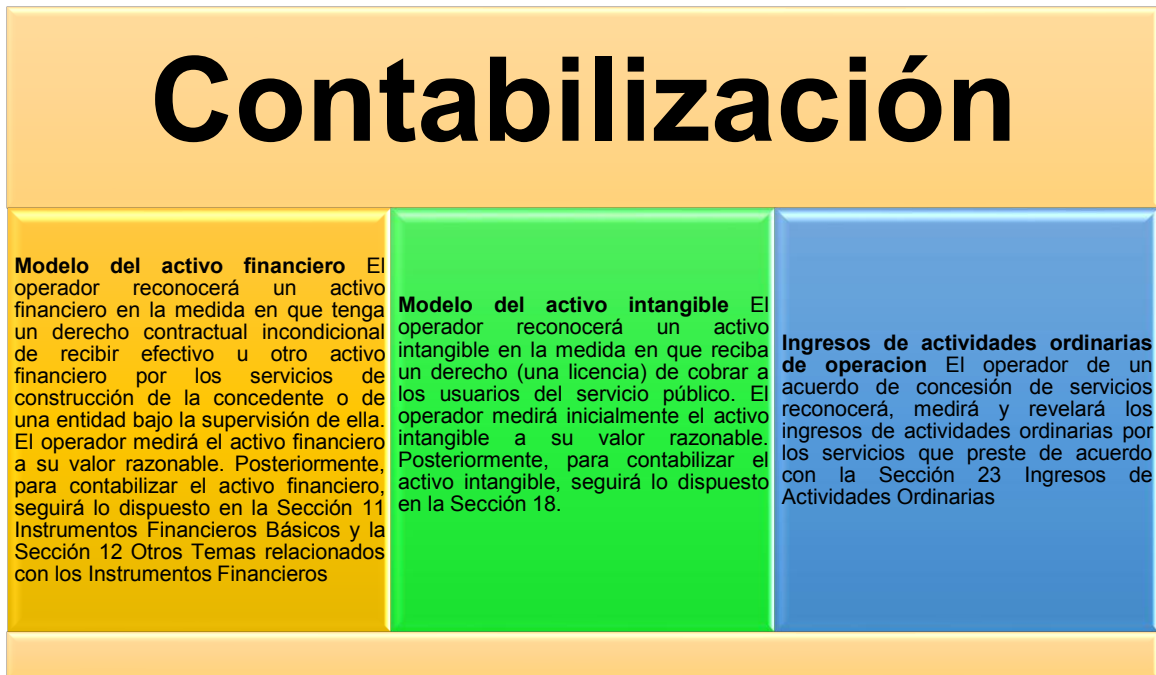 Contabilización
Modelo del activo financiero El
operador reconocerá un activo
financiero en la medida en que tenga
un derecho contractual incondicional
de recibir efectivo u otro activo
financiero por los servicios de
construcción de la concedente o de
una entidad bajo la supervisión de ella.
El operador medirá el activo financiero
a su valor razonable. Posteriormente,
para contabilizar el activo financiero,
seguirá lo dispuesto en la Sección 11
Instrumentos Financieros Básicos y la
Sección 12 Otros Temas relacionados
con los Instrumentos Financieros
Modelo del activo intangible El
operador reconocerá un activo
intangible en la medida en que reciba
un derecho (una licencia) de cobrar a
los usuarios del servicio público. El
operador medirá inicialmente el activo
intangible a su valor razonable.
Posteriormente, para contabilizar el
activo intangible, seguirá lo dispuesto
en la Sección 18.
Ingresos de actividades ordinarias
de operacion El operador de un
acuerdo de concesión de servicios
reconocerá, medirá y revelará los
ingresos de actividades ordinarias por
los servicios que preste de acuerdo
con la Sección 23 Ingresos de
Actividades Ordinarias